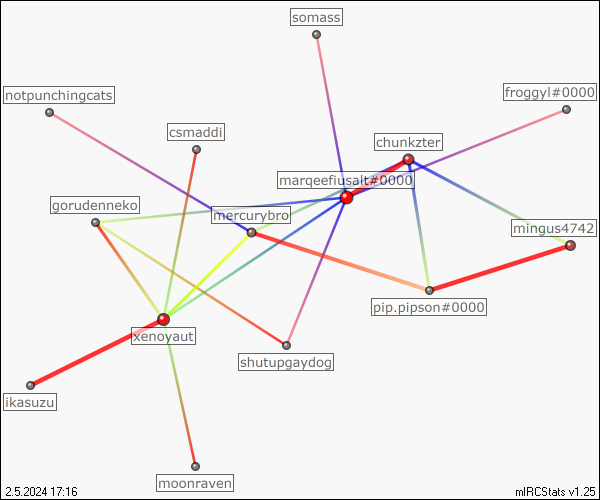 somass
notpunchingcats
froggyl#0000
csmaddi
chunkzter
marqeefiusalt#0000
gorudenneko
mercurybro
mingus4742
pip.pipson#0000
xenoyaut
shutupgaydog
ikasuzu
moonraven
2.5.2024 17:16
mIRCStats v1.25